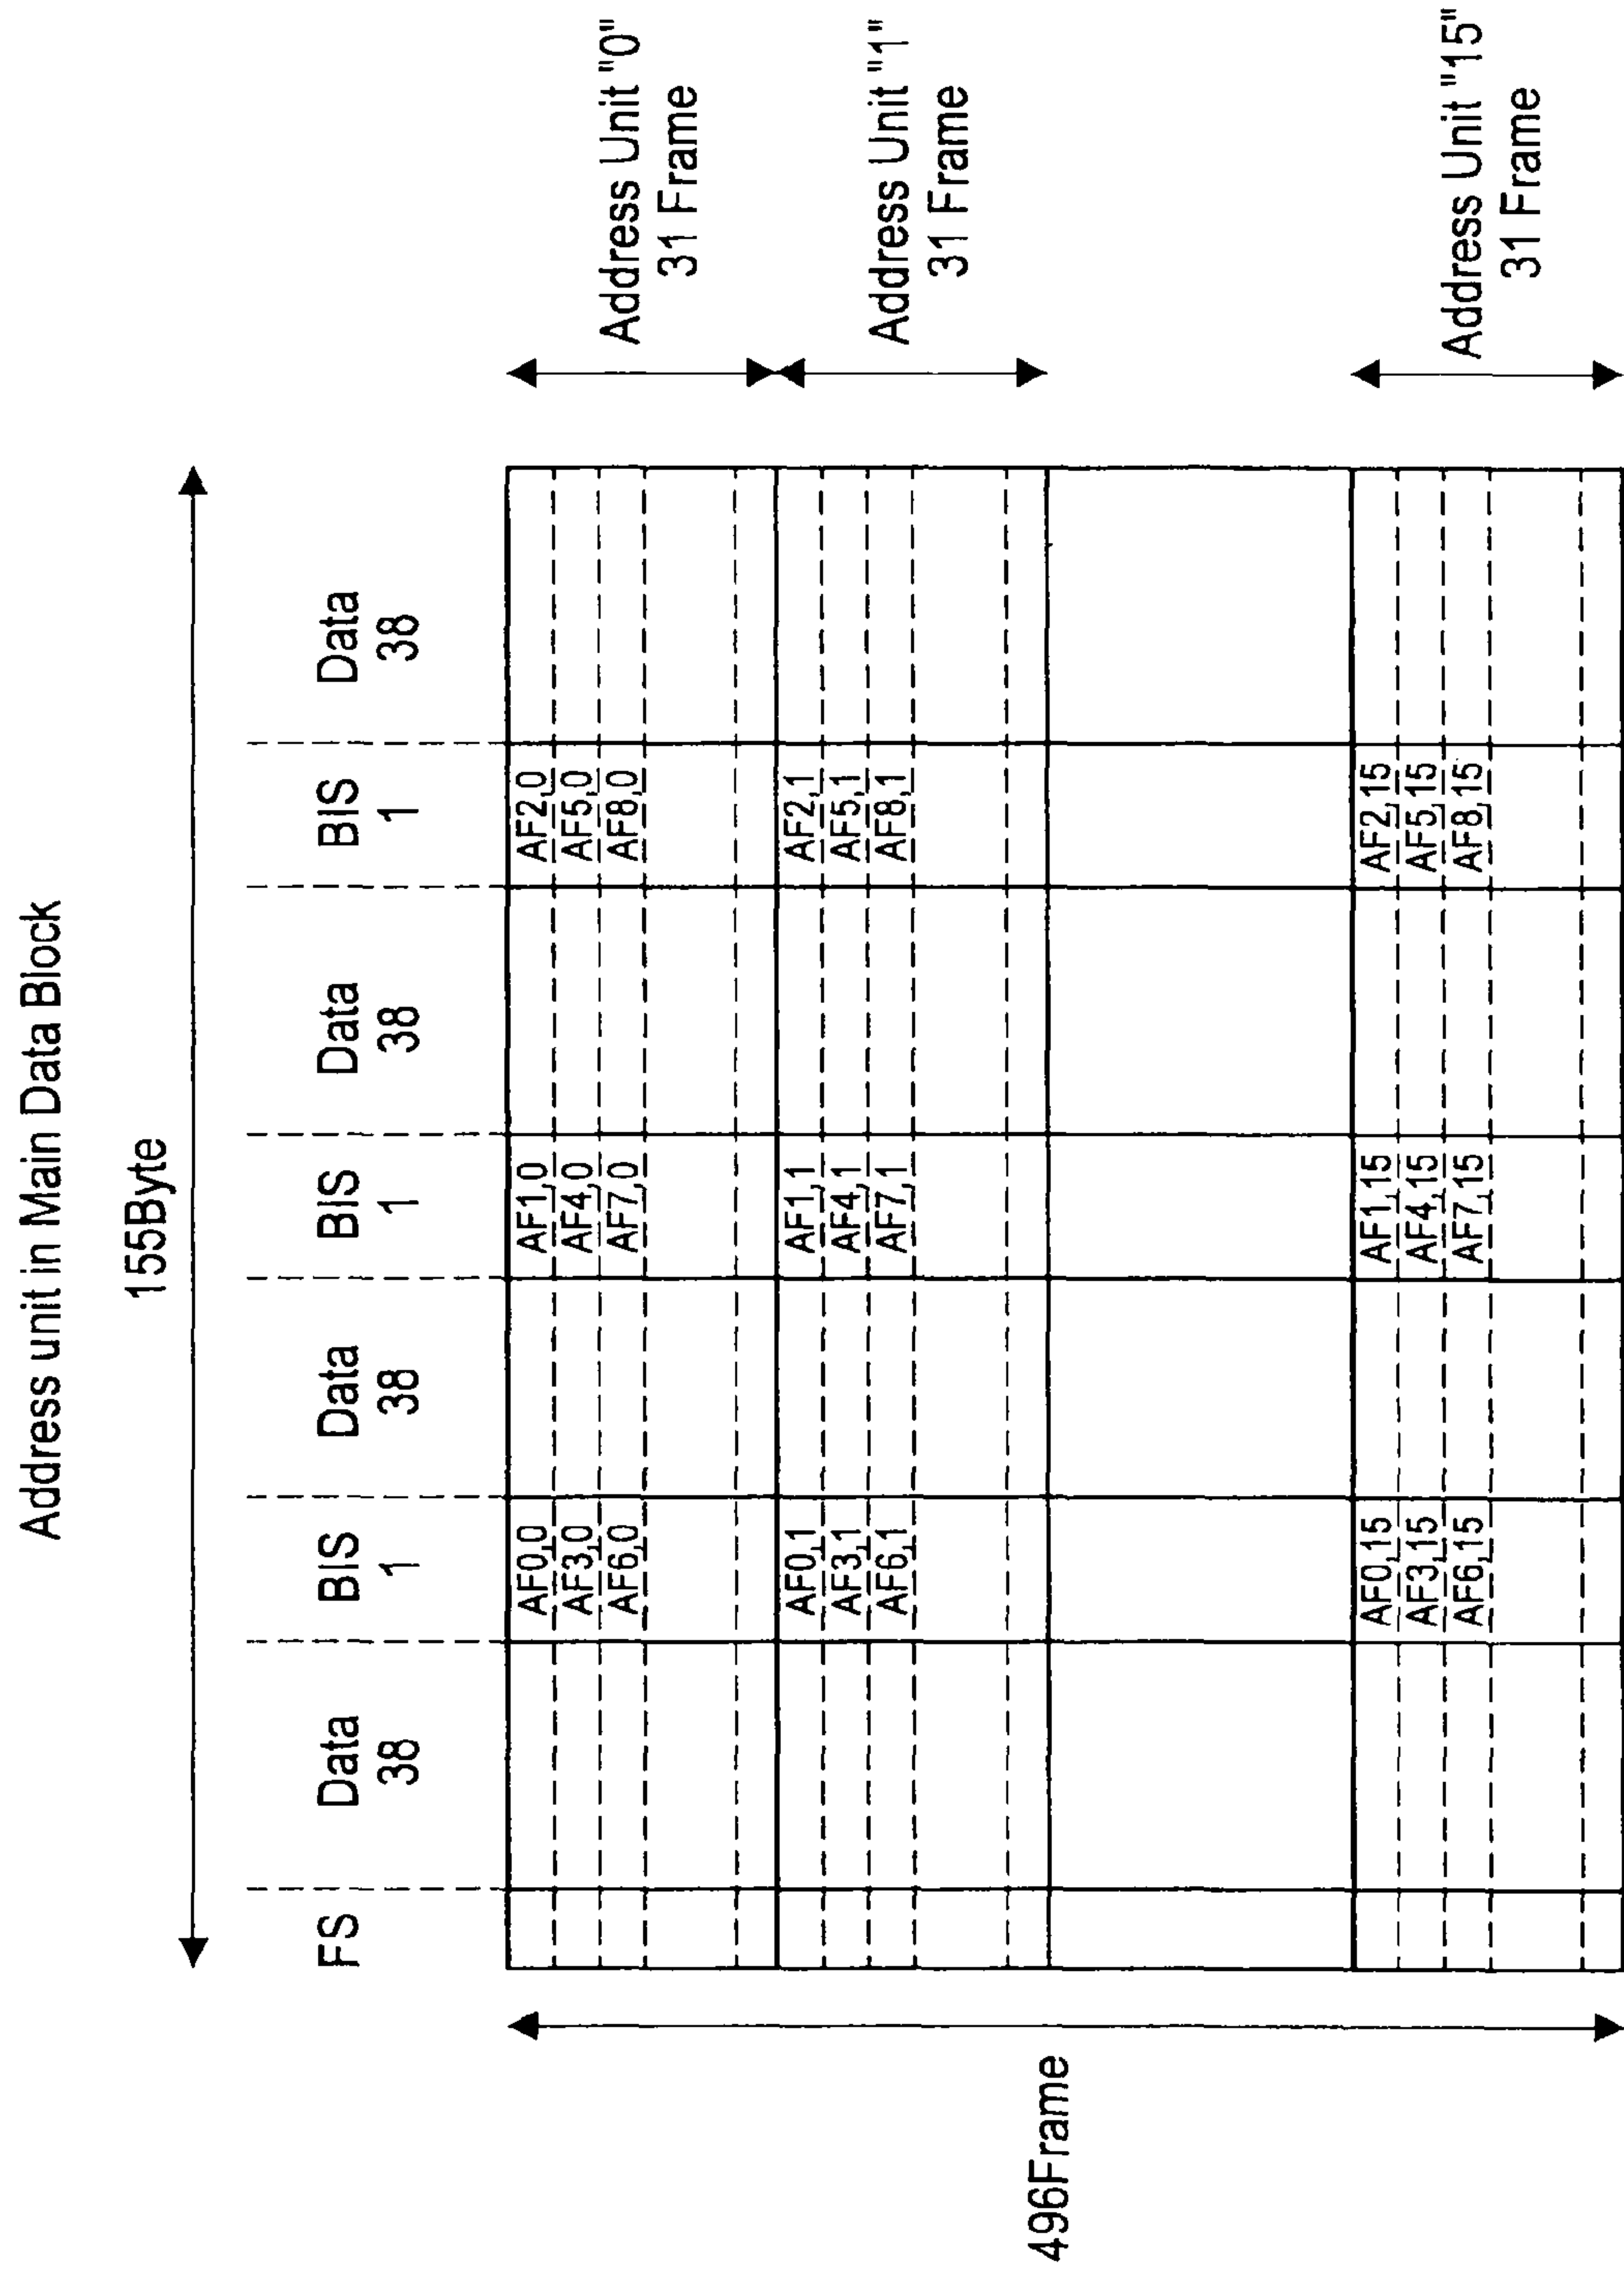 Address unit in Main Data Block
155Byte
FS Data BIS Data BIS Data BIS Data
38 1 38 1 38 1 38
AF0,0 AF1,0 AF2,0
AF3,0 AF4,0 AF5,0
AF6,0 AF7,0 AF8,0
Address Unit "0"
31 Frame
AF0,1 AF1,1 AF2,1
AF3,1 AF4,1 AF5,1
AF6,1 AF7,1 AF8,1
Address Unit "1"
31 Frame
496Frame
AF0,15 AF1,15 AF2,15
AF3,15 AF4,15 AF5,15
AF6,15 AF7,15 AF8,15
Address Unit "15"
31 Frame